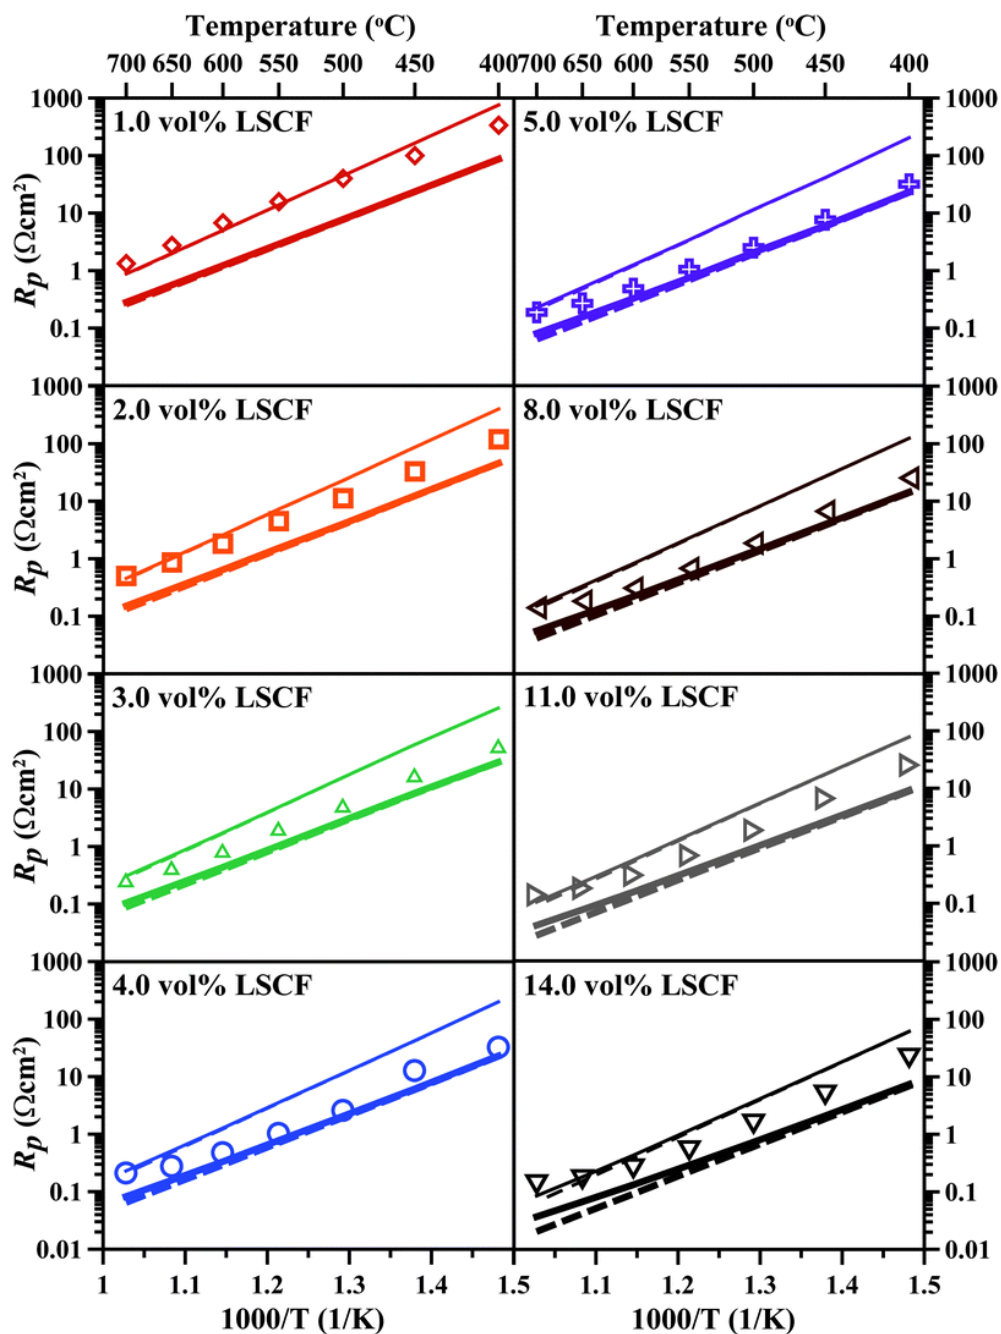 Temperature (°C) Temperature (°C)
700 650 600 550 500 450 400 700 650 600 550 500 450 400
1000 1.0 vol% LSCF 5.0 vol% LSCF 1000
100 100
10 10
1 1
0.1 0.1
Rp (Ωcm²)
1000 2.0 vol% LSCF 8.0 vol% LSCF 1000
100 100
10 10
1 1
0.1 0.1
Rp (Ωcm²)
1000 3.0 vol% LSCF 11.0 vol% LSCF 1000
100 100
10 10
1 1
0.1 0.1
Rp (Ωcm²)
1000 4.0 vol% LSCF 14.0 vol% LSCF 1000
100 100
10 10
1 1
0.1 0.1
0.01 0.01
Rp (Ωcm²)
1 1.1 1.2 1.3 1.4 1.5 1.1 1.2 1.3 1.4 1.5
1000/T (1/K) 1000/T (1/K)